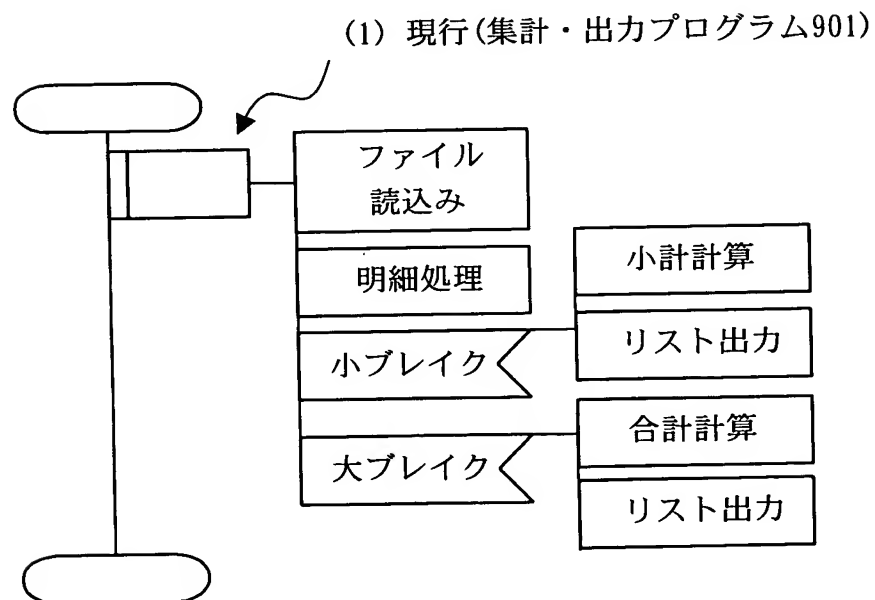 (1) 現行(集計・出力プログラム901)
ファイル
読込み
明細処理
小ブレイク
小計計算
リスト出力
大ブレイク
合計計算
リスト出力